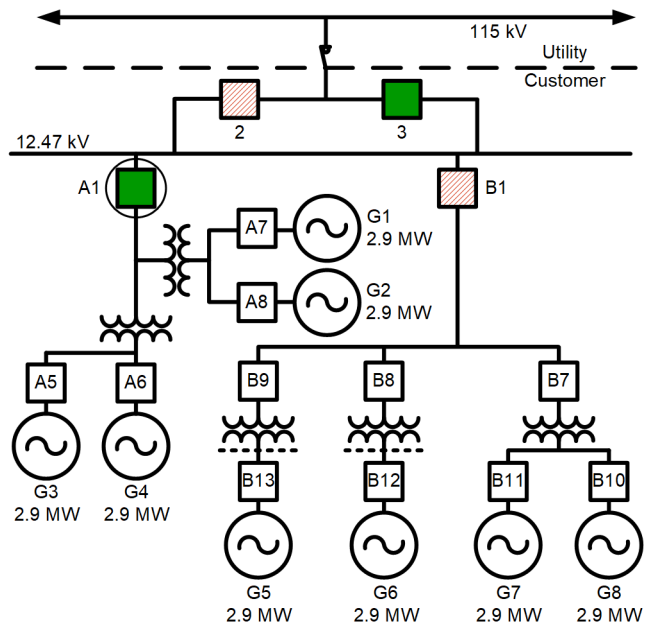 115 kV
Utility
Customer
2
3
12.47 kV
A1
B1
A7
G1
2.9 MW
A8
G2
2.9 MW
A5
A6
B9
B8
B7
G3
2.9 MW
G4
2.9 MW
B13
B12
B11
B10
G5
2.9 MW
G6
2.9 MW
G7
2.9 MW
G8
2.9 MW